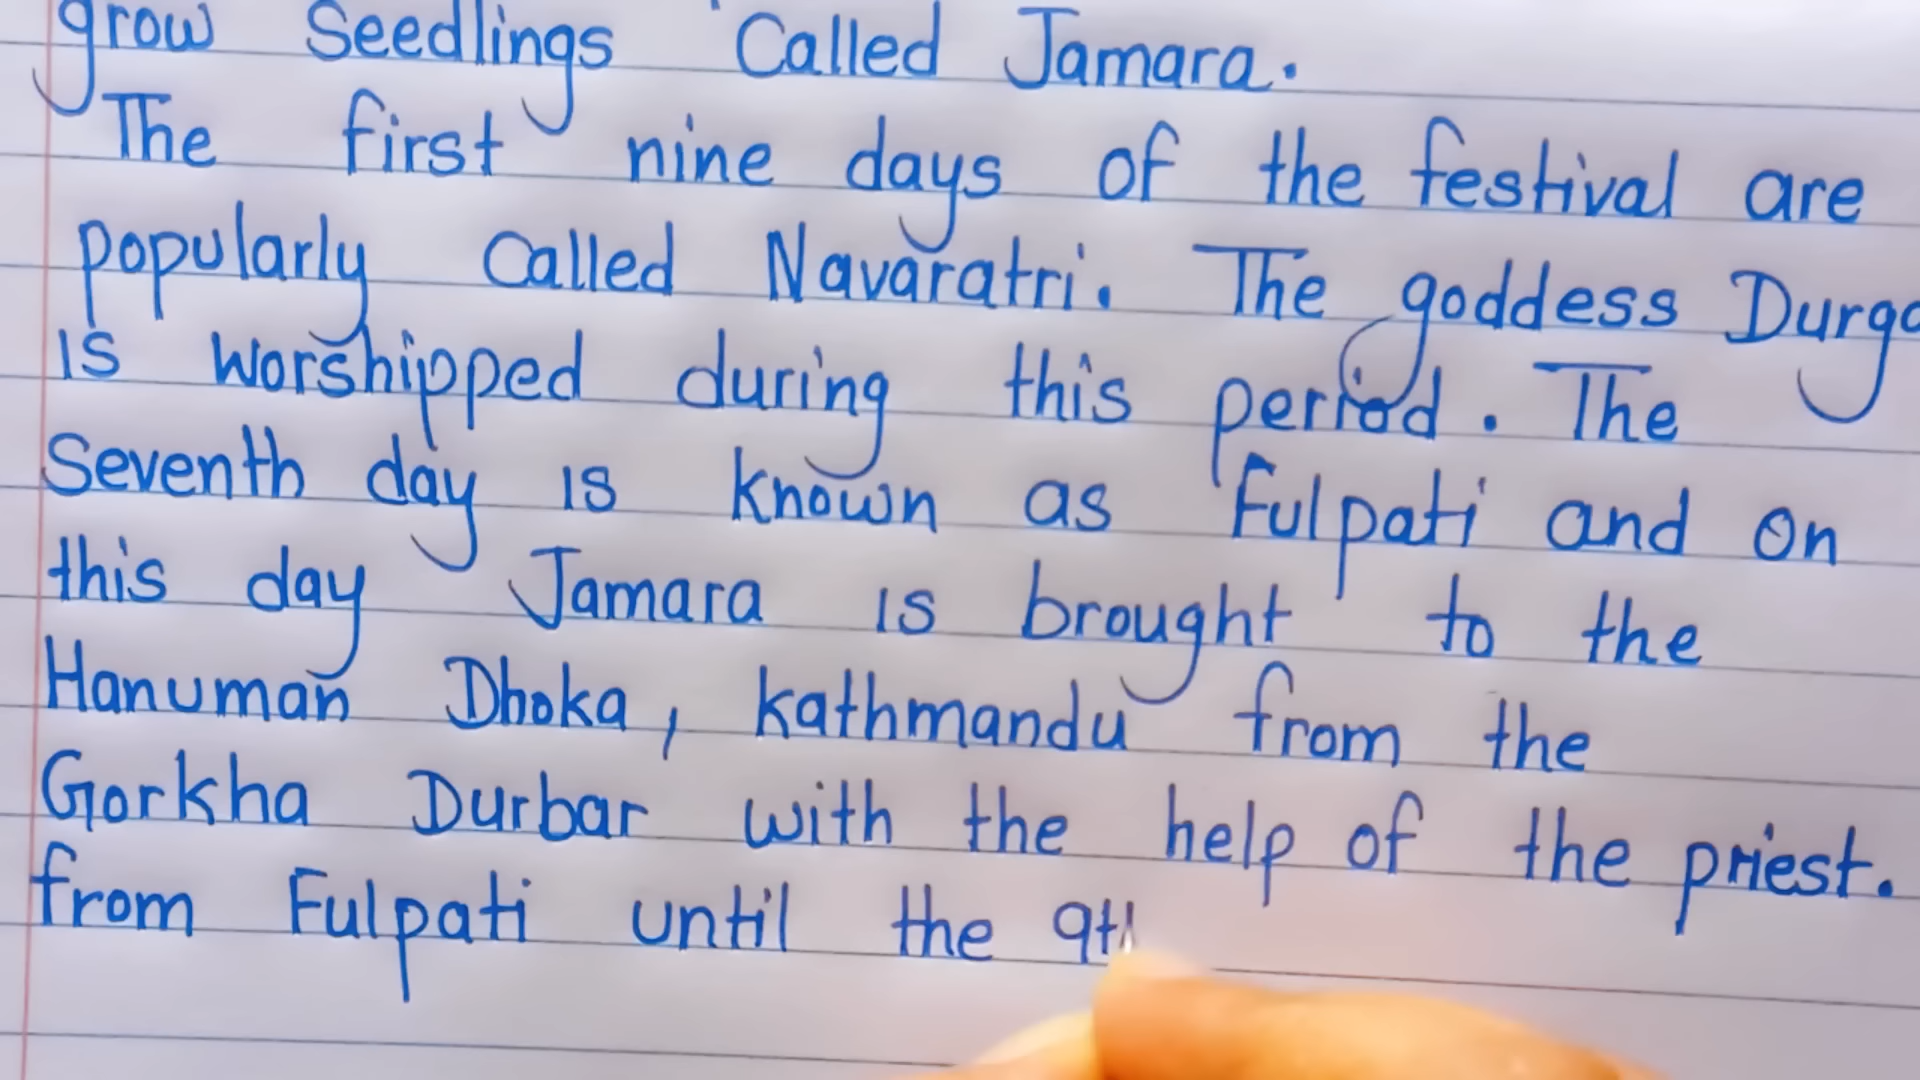 grow Seedlings Called Jamara.
The first nine days of the festival are
popularly Called Navaratri. The goddess Durga
is worshipped during this period. The
Seventh day is known as Fulpati and on
this day Jamara is brought to the
Hanuman Dhoka, Kathmandu from the
Gorkha Durbar with the help of the priest.
from Fulpati until the 9th